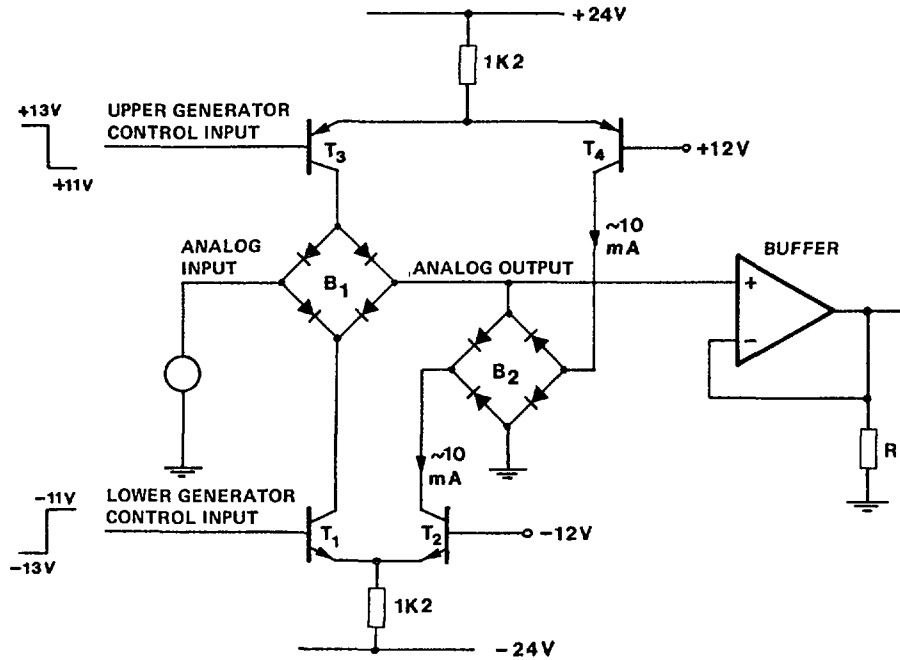 +24V
1K2
+13V
UPPER GENERATOR
CONTROL INPUT
+11V
T3
T4
+12V
ANALOG
INPUT
~10
mA
BUFFER
B1
ANALOG OUTPUT
+
−
B2
R
~10
mA
−11V
LOWER GENERATOR
CONTROL INPUT
−13V
T1
T2
−12V
1K2
−24V